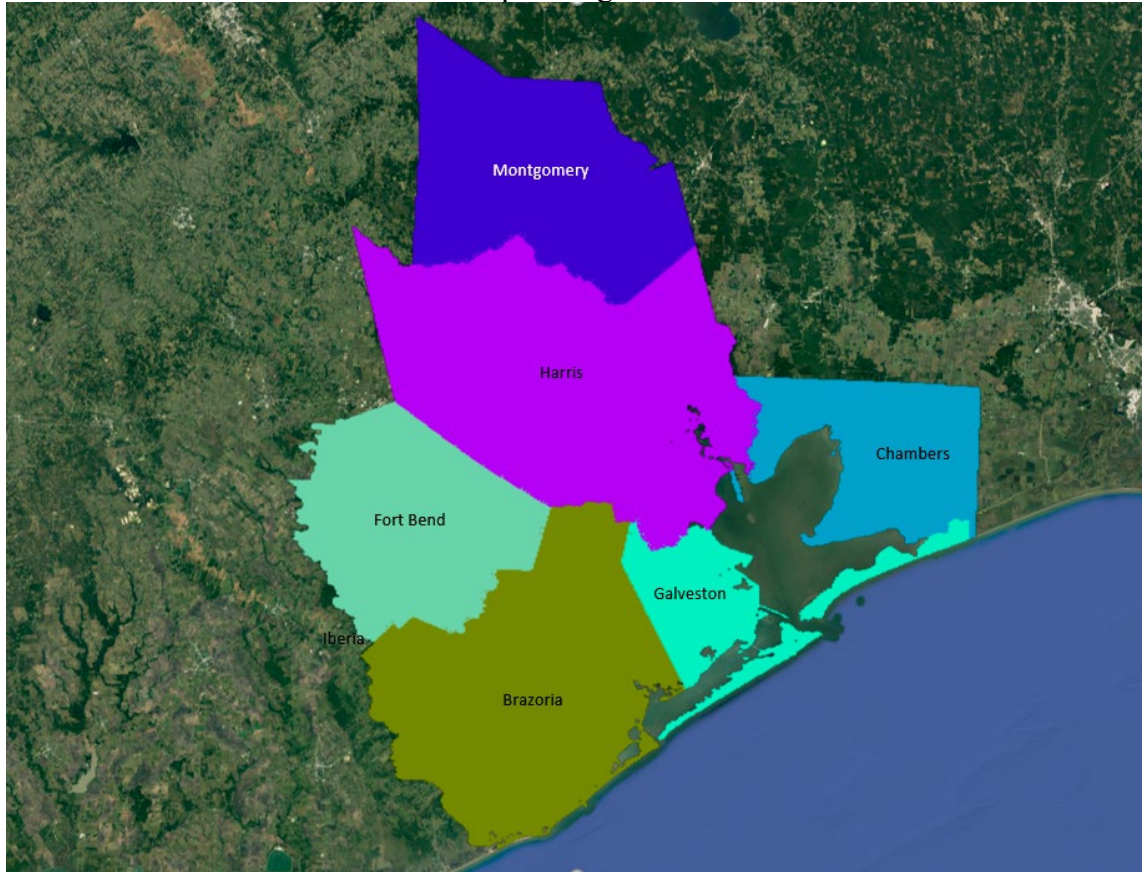 Montgomery
Harris
Chambers
Fort Bend
Galveston
Iberia
Brazoria